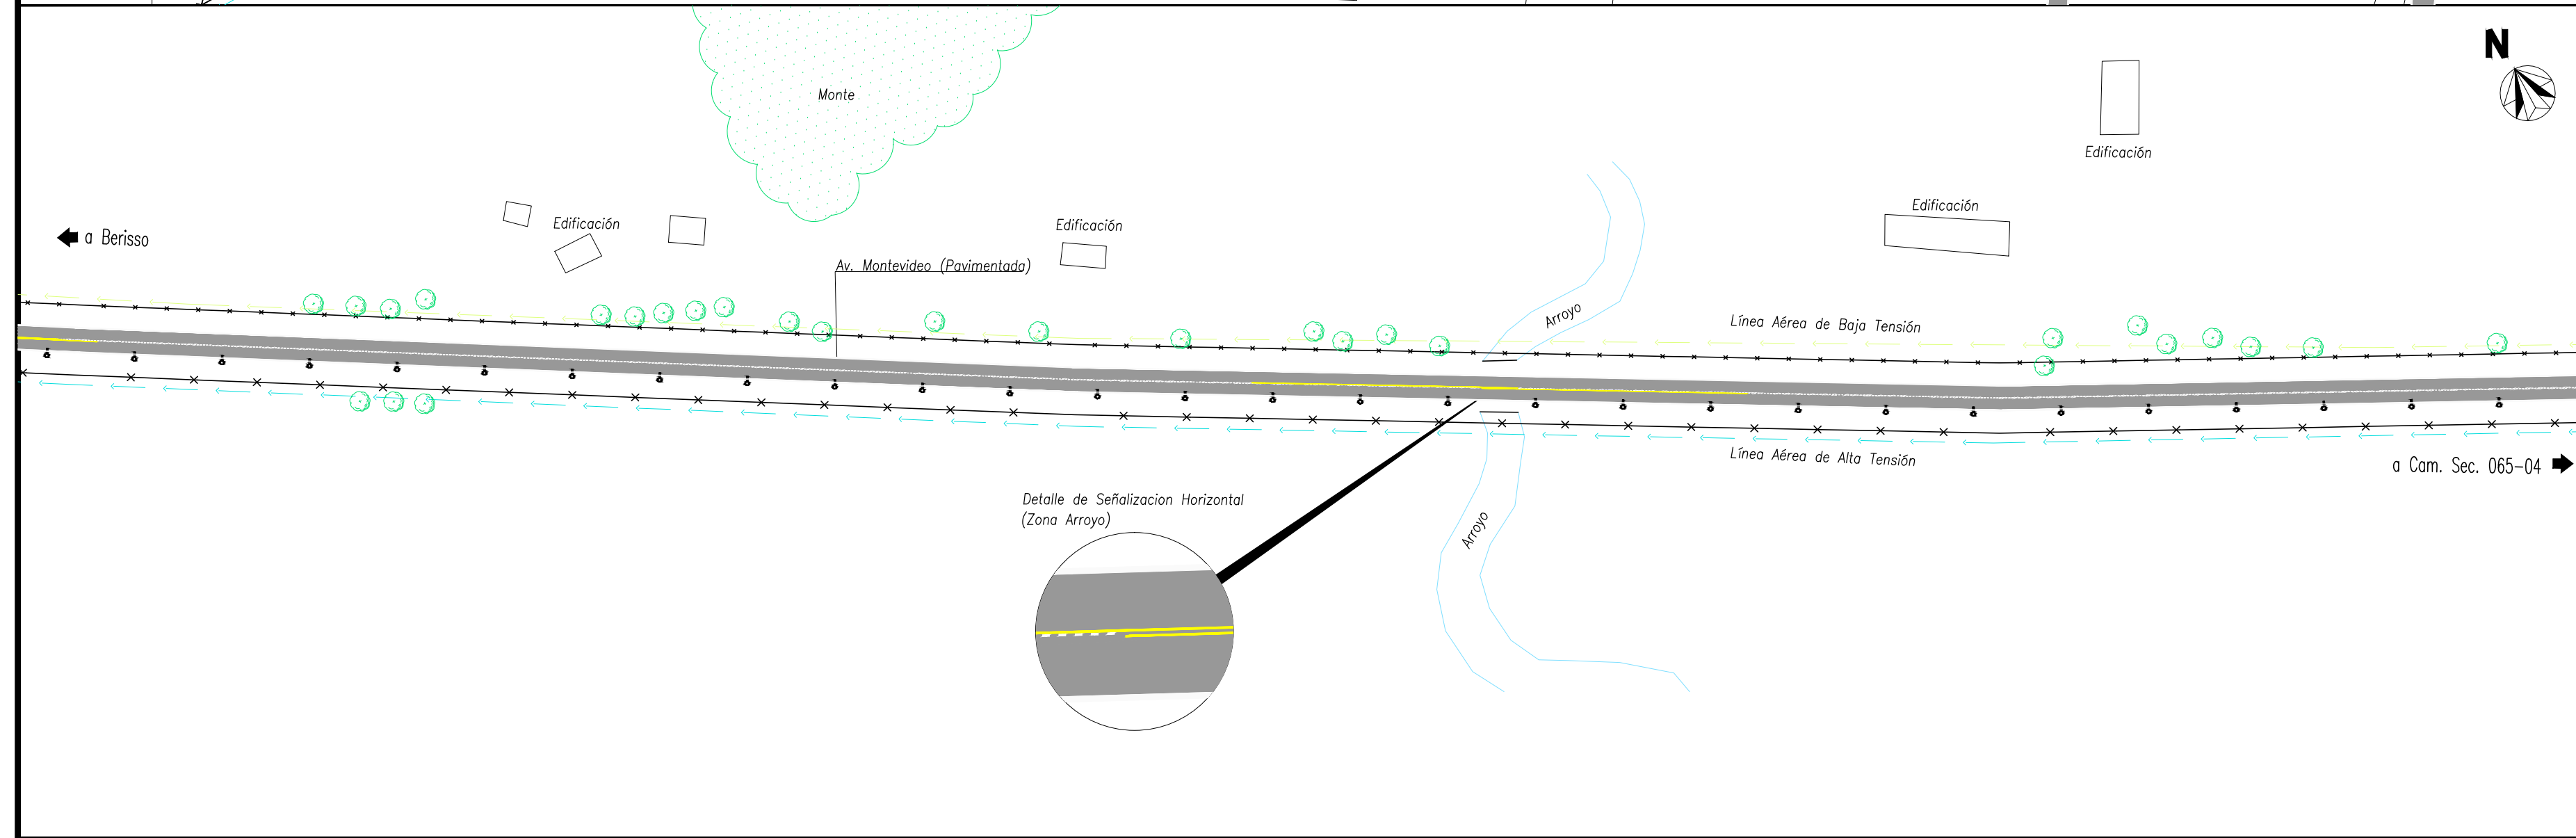 N
Monte
Edificación
Edificación
Edificación
Edificación
a Berisso
Av. Montevideo (Pavimentada)
Arroyo
Línea Aérea de Baja Tensión
Línea Aérea de Alta Tensión
a Cam. Sec. 065-04
Detalle de Señalizacion Horizontal
(Zona Arroyo)
Arroyo